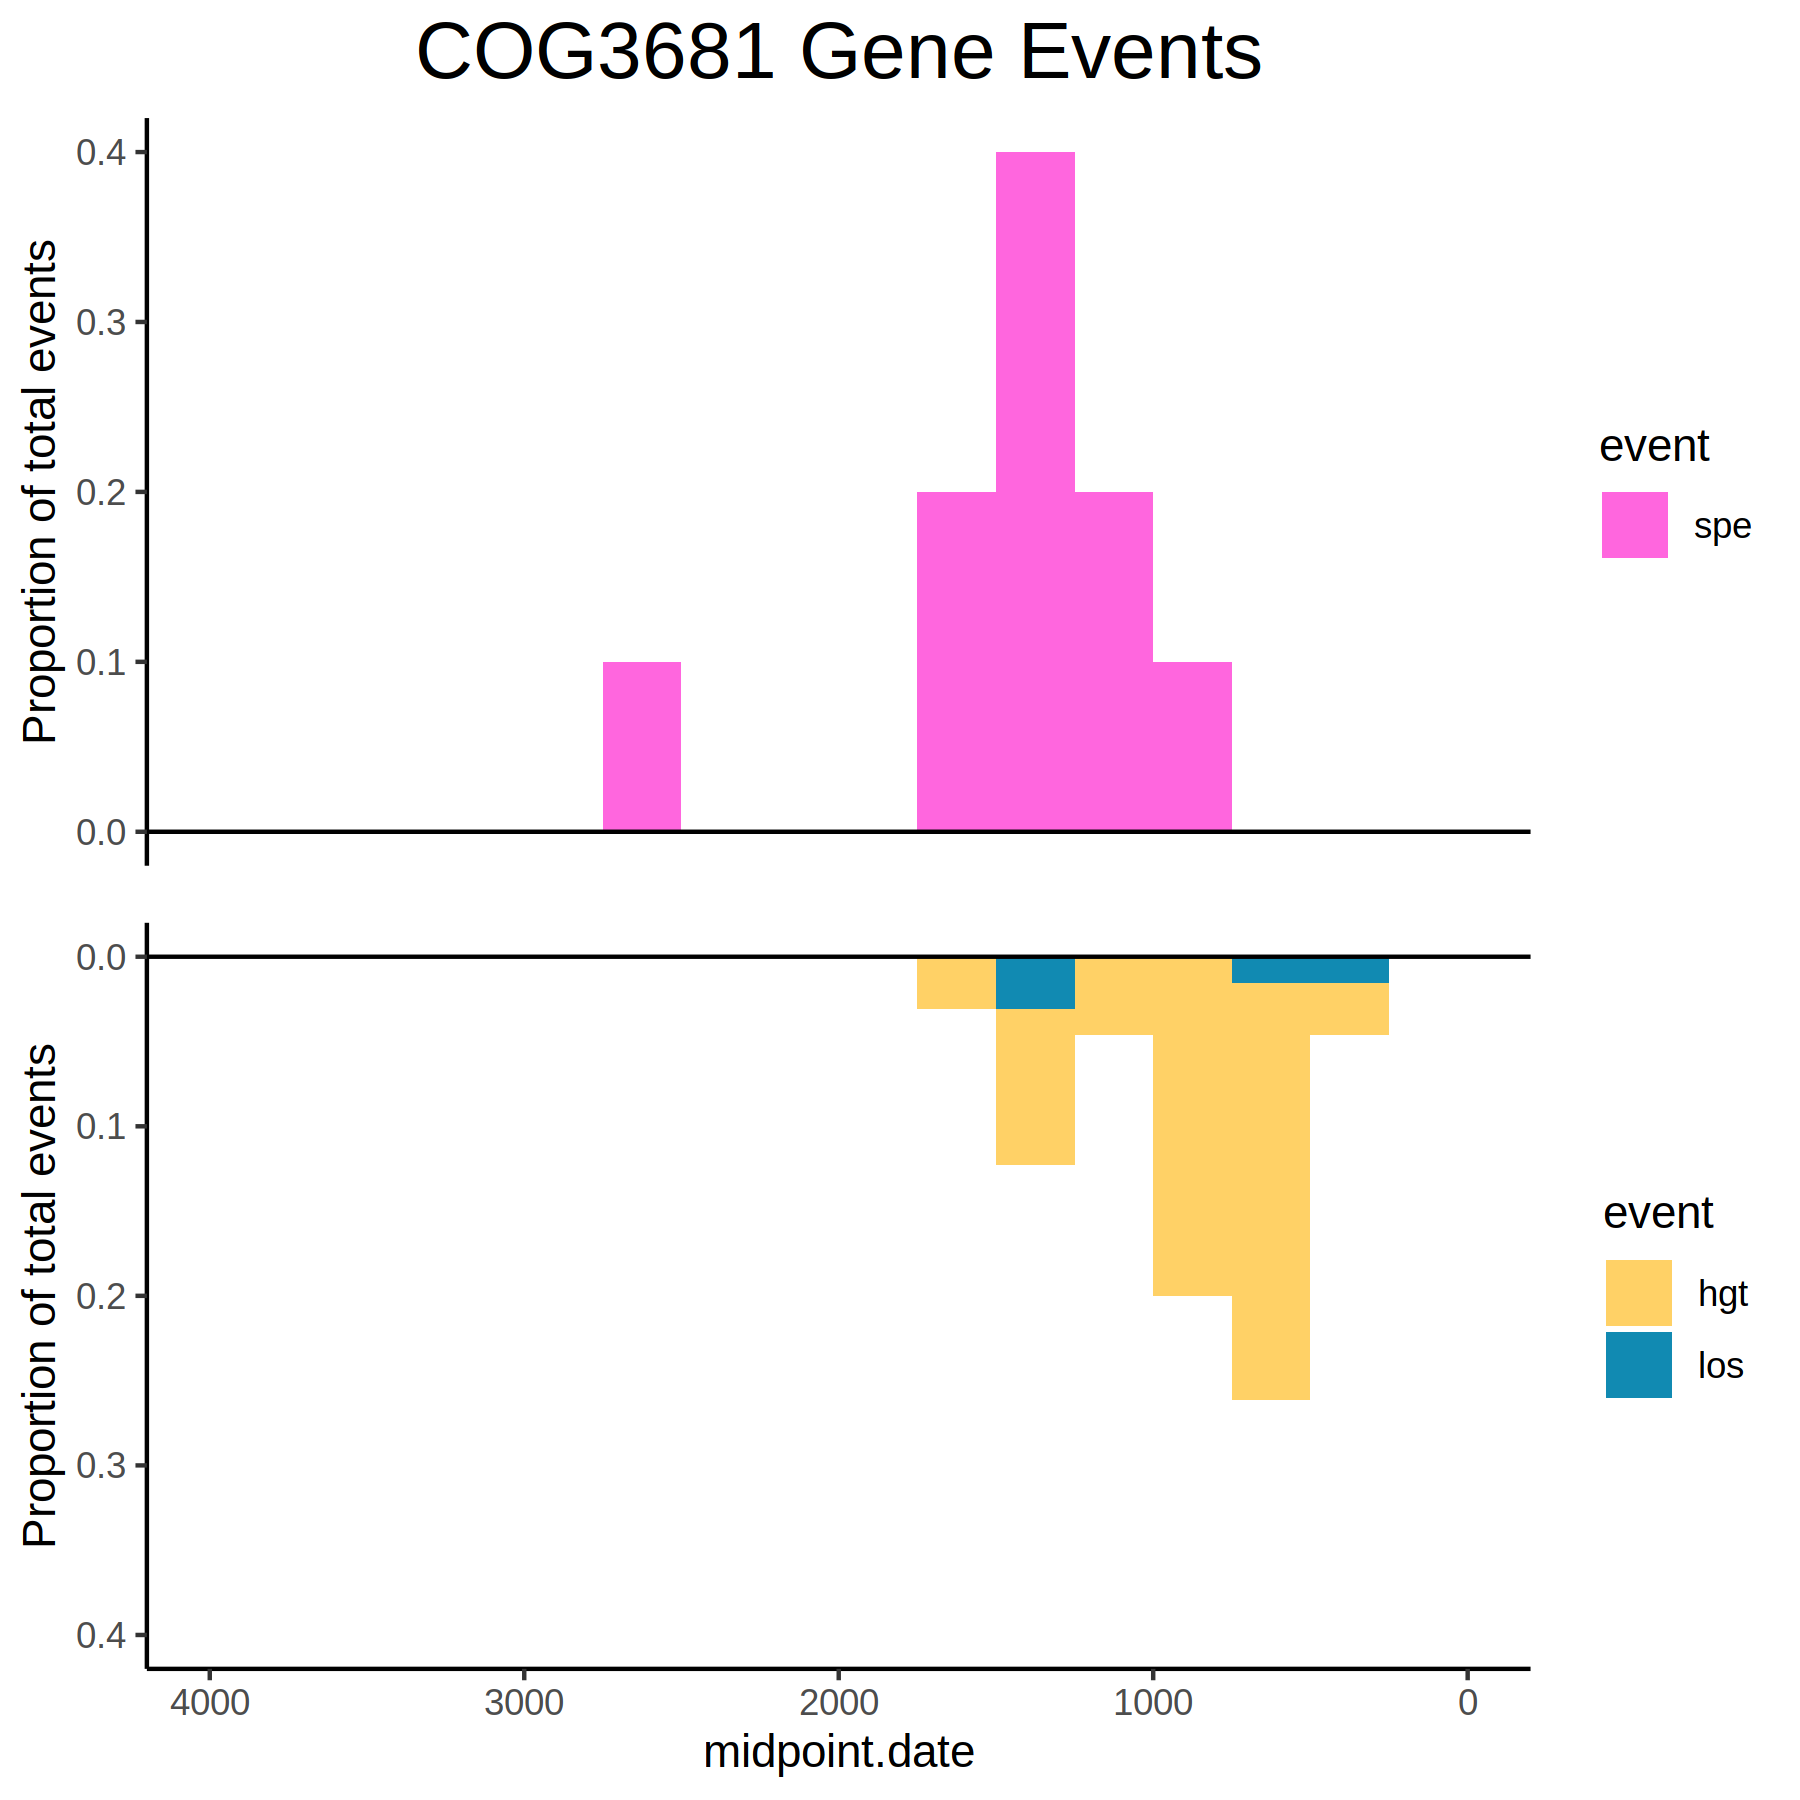 COG3681 Gene Events
Proportion of total events
0.4
0.3
0.2
0.1
0.0
event
spe
Proportion of total events
0.0
0.1
0.2
0.3
0.4
event
hgt
los
4000 3000 2000 1000 0
midpoint.date